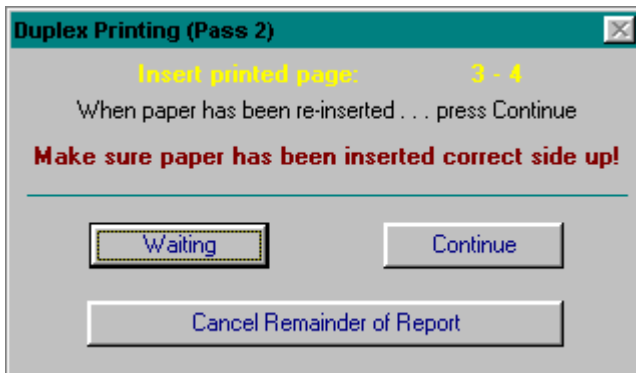 Duplex Printing (Pass 2)
Insert printed page: 3 - 4
When paper has been re-inserted . . . press Continue
Make sure paper has been inserted correct side up!
Waiting Continue
Cancel Remainder of Report